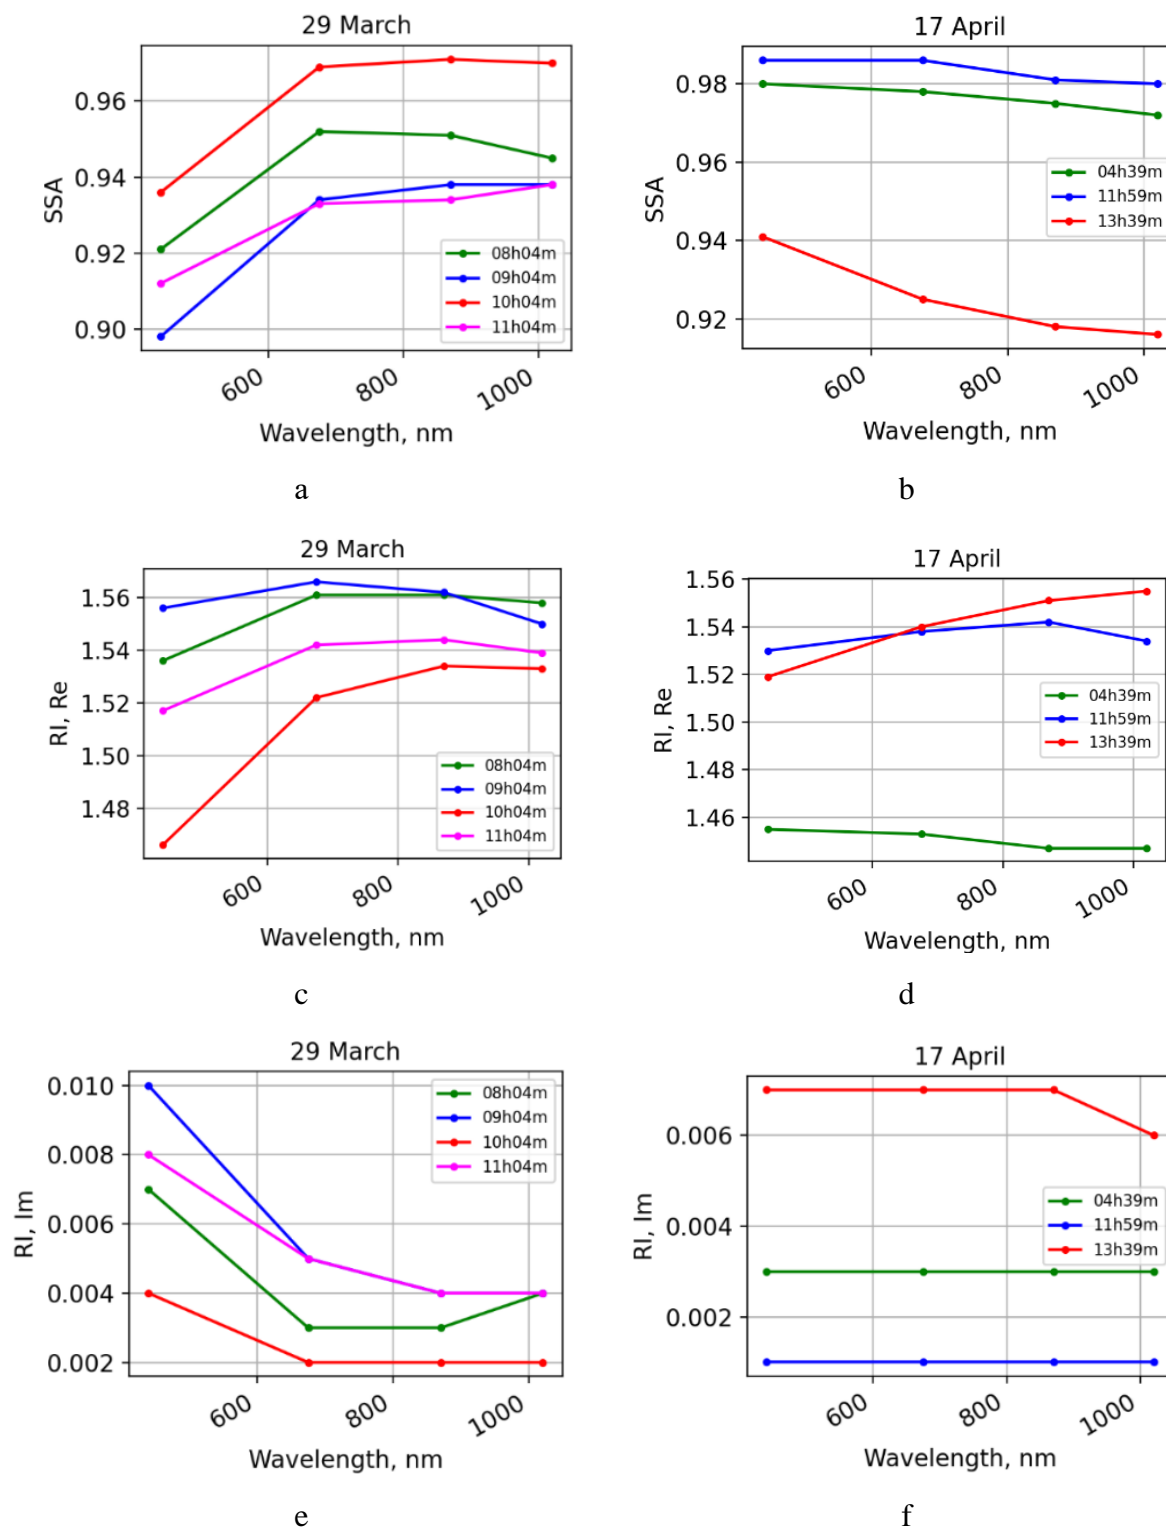 29 March
SSA
0.96
0.94
0.92
0.90
08h04m
09h04m
10h04m
11h04m
600
800
1000
Wavelength, nm
a
17 April
SSA
0.98
0.96
0.94
0.92
04h39m
11h59m
13h39m
600
800
1000
Wavelength, nm
b
29 March
RI, Re
1.56
1.54
1.52
1.50
1.48
08h04m
09h04m
10h04m
11h04m
600
800
1000
Wavelength, nm
c
17 April
RI, Re
1.56
1.54
1.52
1.50
1.48
1.46
04h39m
11h59m
13h39m
600
800
1000
Wavelength, nm
d
29 March
RI, Im
0.010
0.008
0.006
0.004
0.002
08h04m
09h04m
10h04m
11h04m
600
800
1000
Wavelength, nm
e
17 April
RI, Im
0.006
0.004
0.002
04h39m
11h59m
13h39m
600
800
1000
Wavelength, nm
f